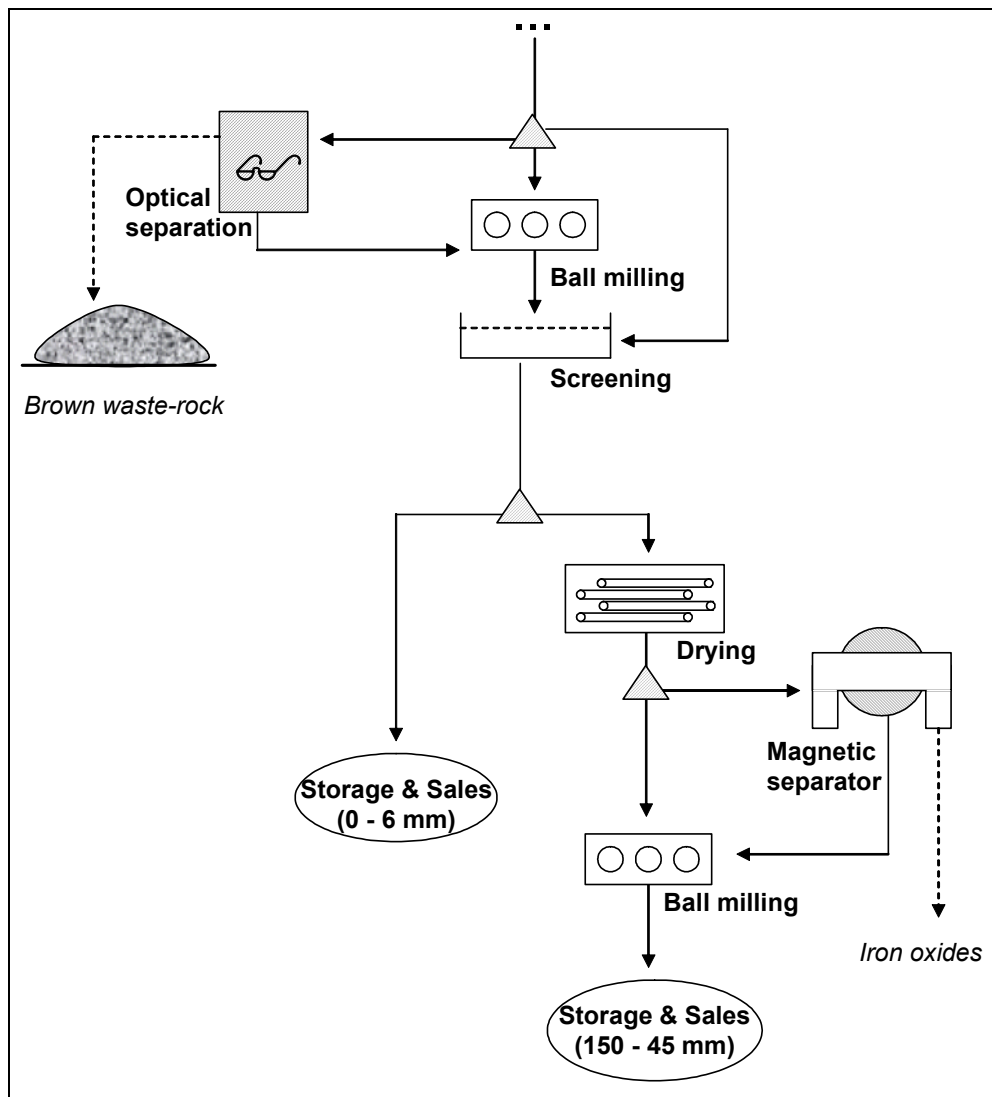 ...
Optical
separation
Ball milling
Screening
Brown waste-rock
Drying
Magnetic
separator
Storage & Sales
(0 - 6 mm)
Ball milling
Iron oxides
Storage & Sales
(150 - 45 mm)